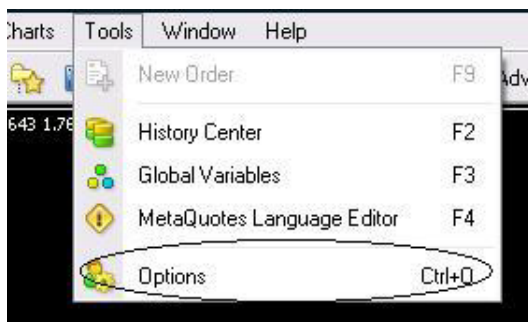 Charts Tools Window Help
New Order F9
Adv
643 1.76
History Center F2
Global Variables F3
MetaQuotes Language Editor F4
Options Ctrl+O